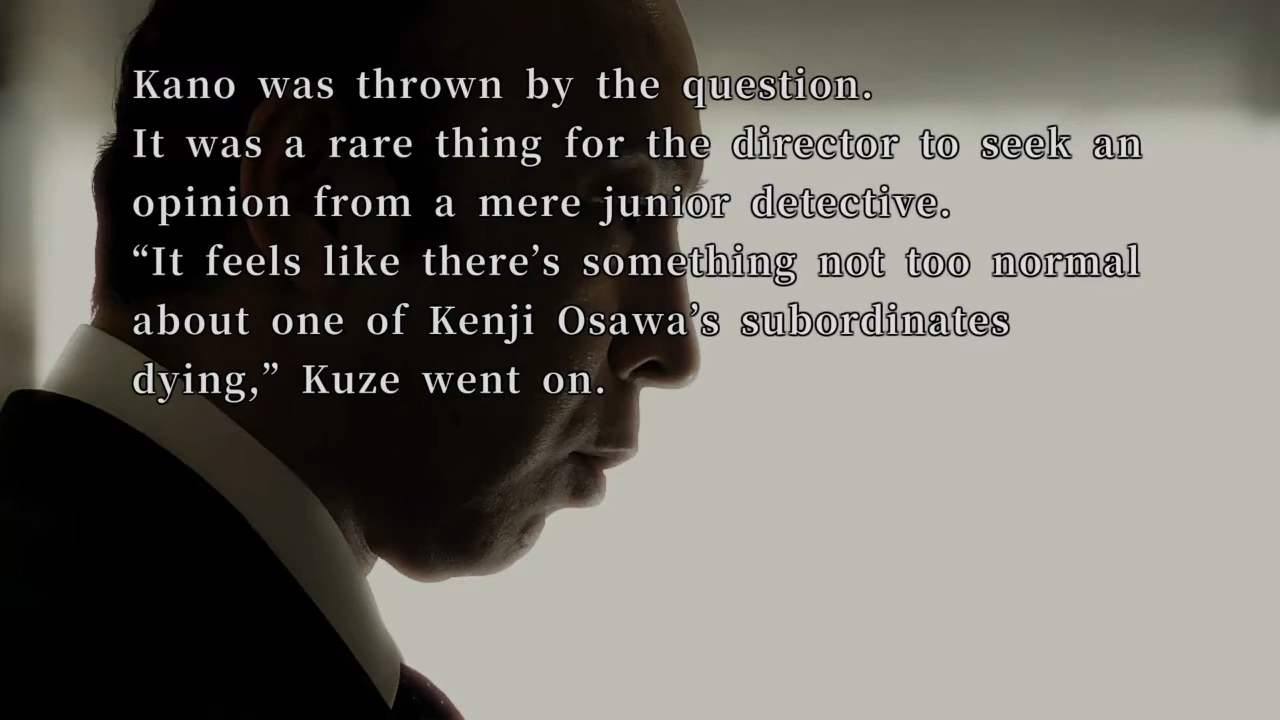 Kano was thrown by the question.
It was a rare thing for the director to seek an
opinion from a mere junior detective.
“It feels like there’s something not too normal
about one of Kenji Osawa’s subordinates
dying,” Kuze went on.